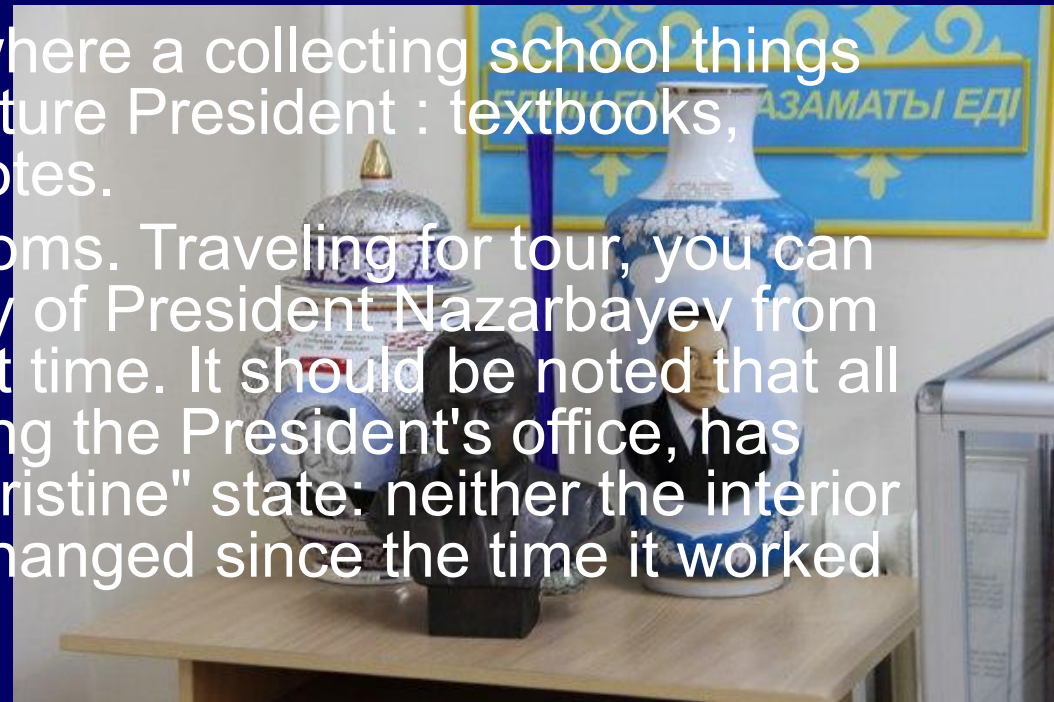 where a collecting school things
ture President : textbooks,
otes.
oms. Traveling for tour, you can
y of President Nazarbayev from
t time. It should be noted that all
ng the President's office, has
ristine" state: neither the interior
hanged since the time it worked
АЗАМАТЫ ЕДІ